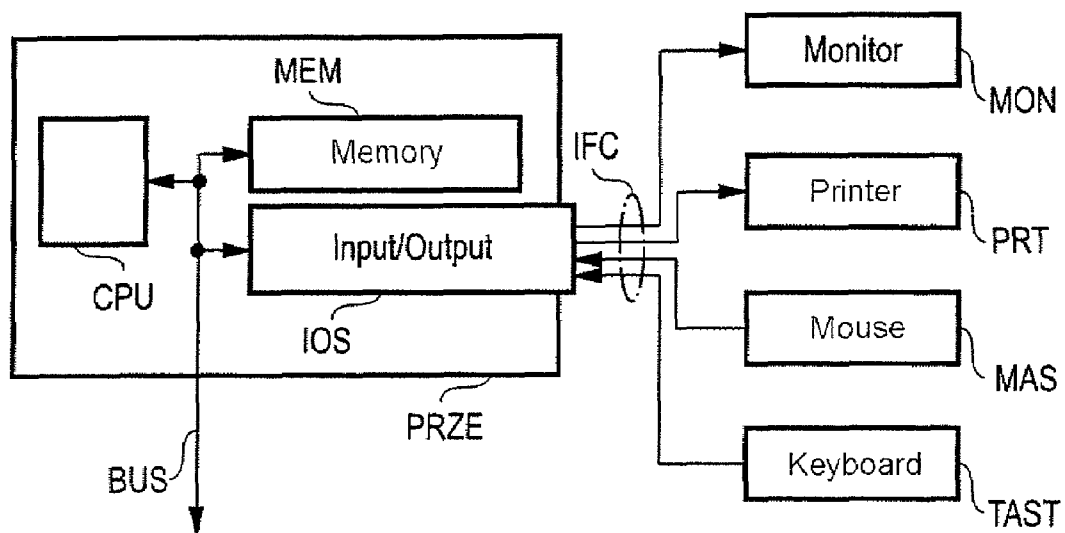 MEM
Memory
CPU
Input/Output
IOS
PRZE
BUS
IFC
Monitor
MON
Printer
PRT
Mouse
MAS
Keyboard
TAST